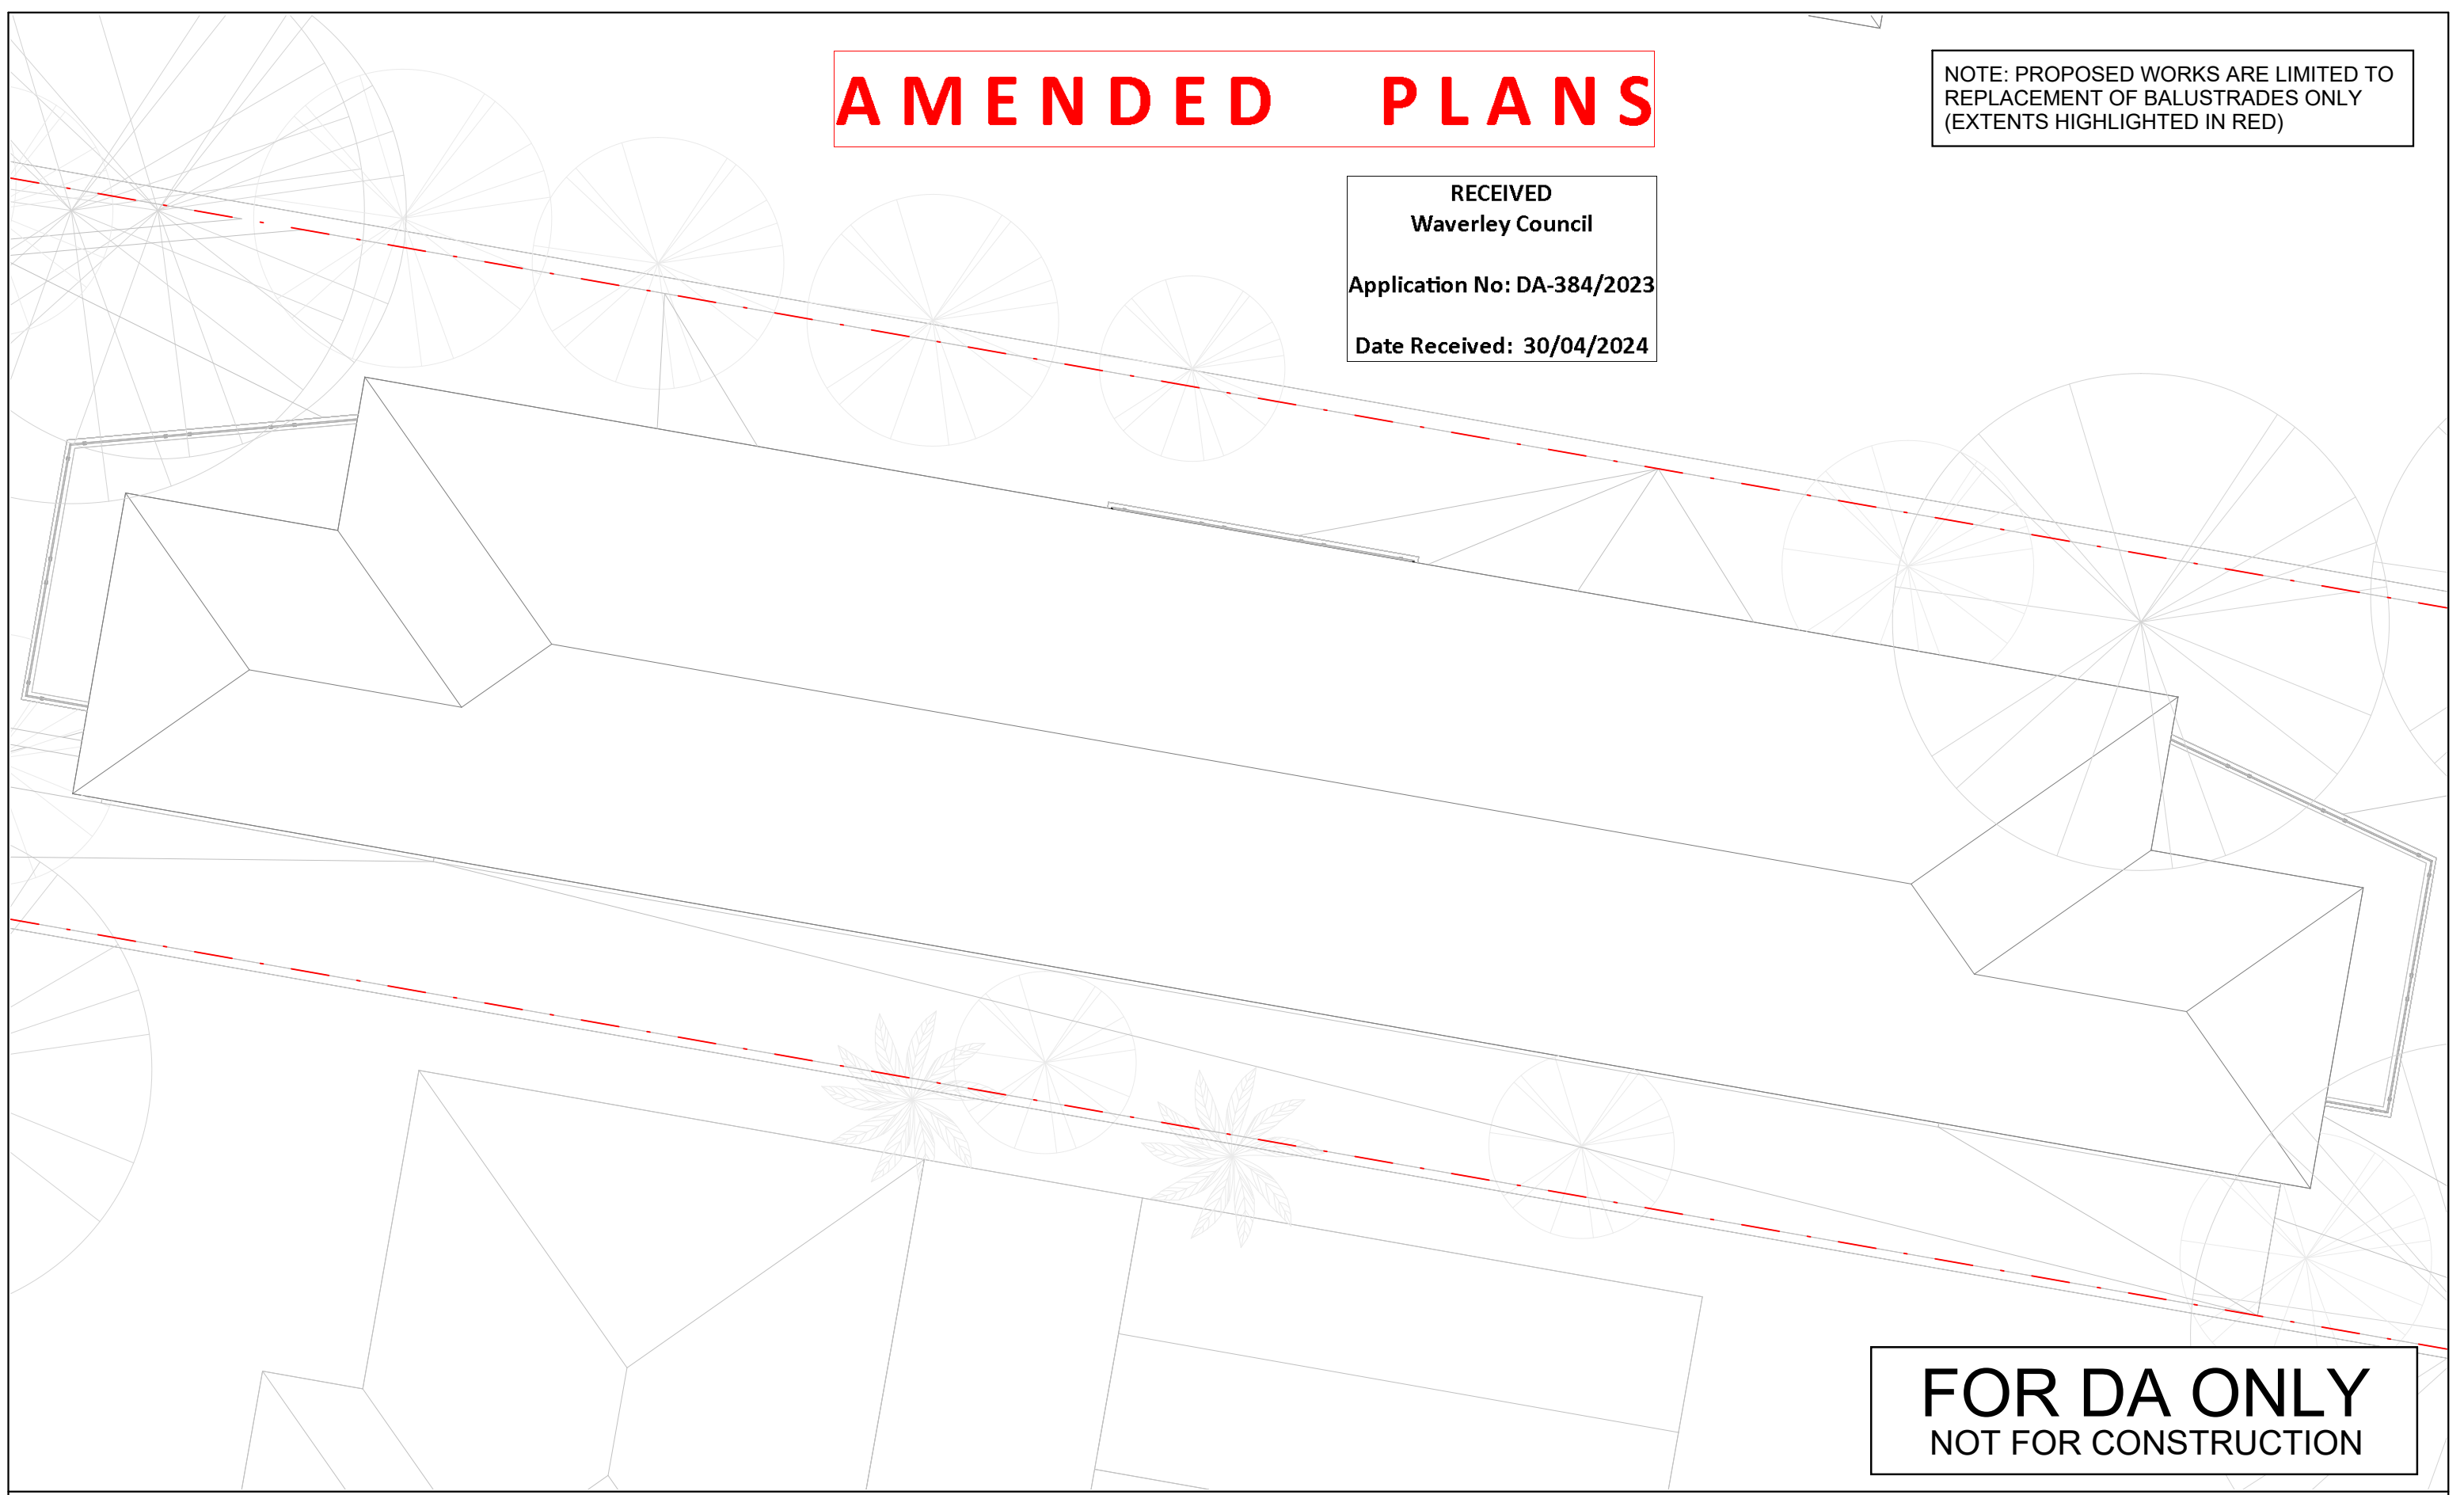 AMENDED PLANS
NOTE: PROPOSED WORKS ARE LIMITED TO
REPLACEMENT OF BALUSTRADES ONLY
(EXTENTS HIGHLIGHTED IN RED)
RECEIVED
Waverley Council
Application No: DA-384/2023
Date Received: 30/04/2024
FOR DA ONLY
NOT FOR CONSTRUCTION